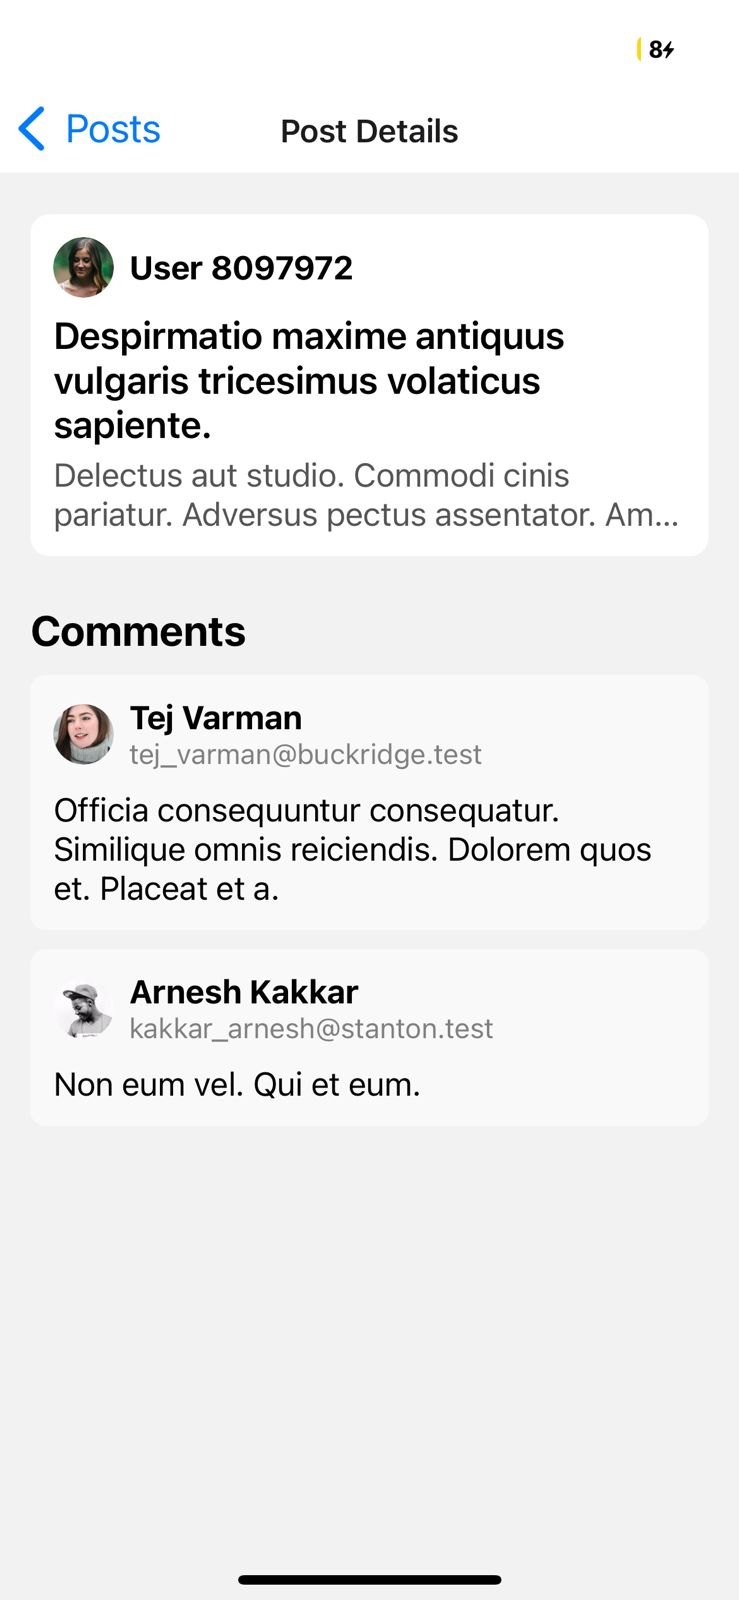 8
Posts
Post Details
User 8097972
Despirmatio maxime antiquus
vulgaris tricesimus volaticus
sapiente.
Delectus aut studio. Commodi cinis
pariatur. Adversus pectus assentator. Am...
Comments
Tej Varman
tej_varman@buckridge.test
Officia consequuntur consequatur.
Similique omnis reiciendis. Dolorem quos
et. Placeat et a.
Arnesh Kakkar
kakkar_arnesh@stanton.test
Non eum vel. Qui et eum.